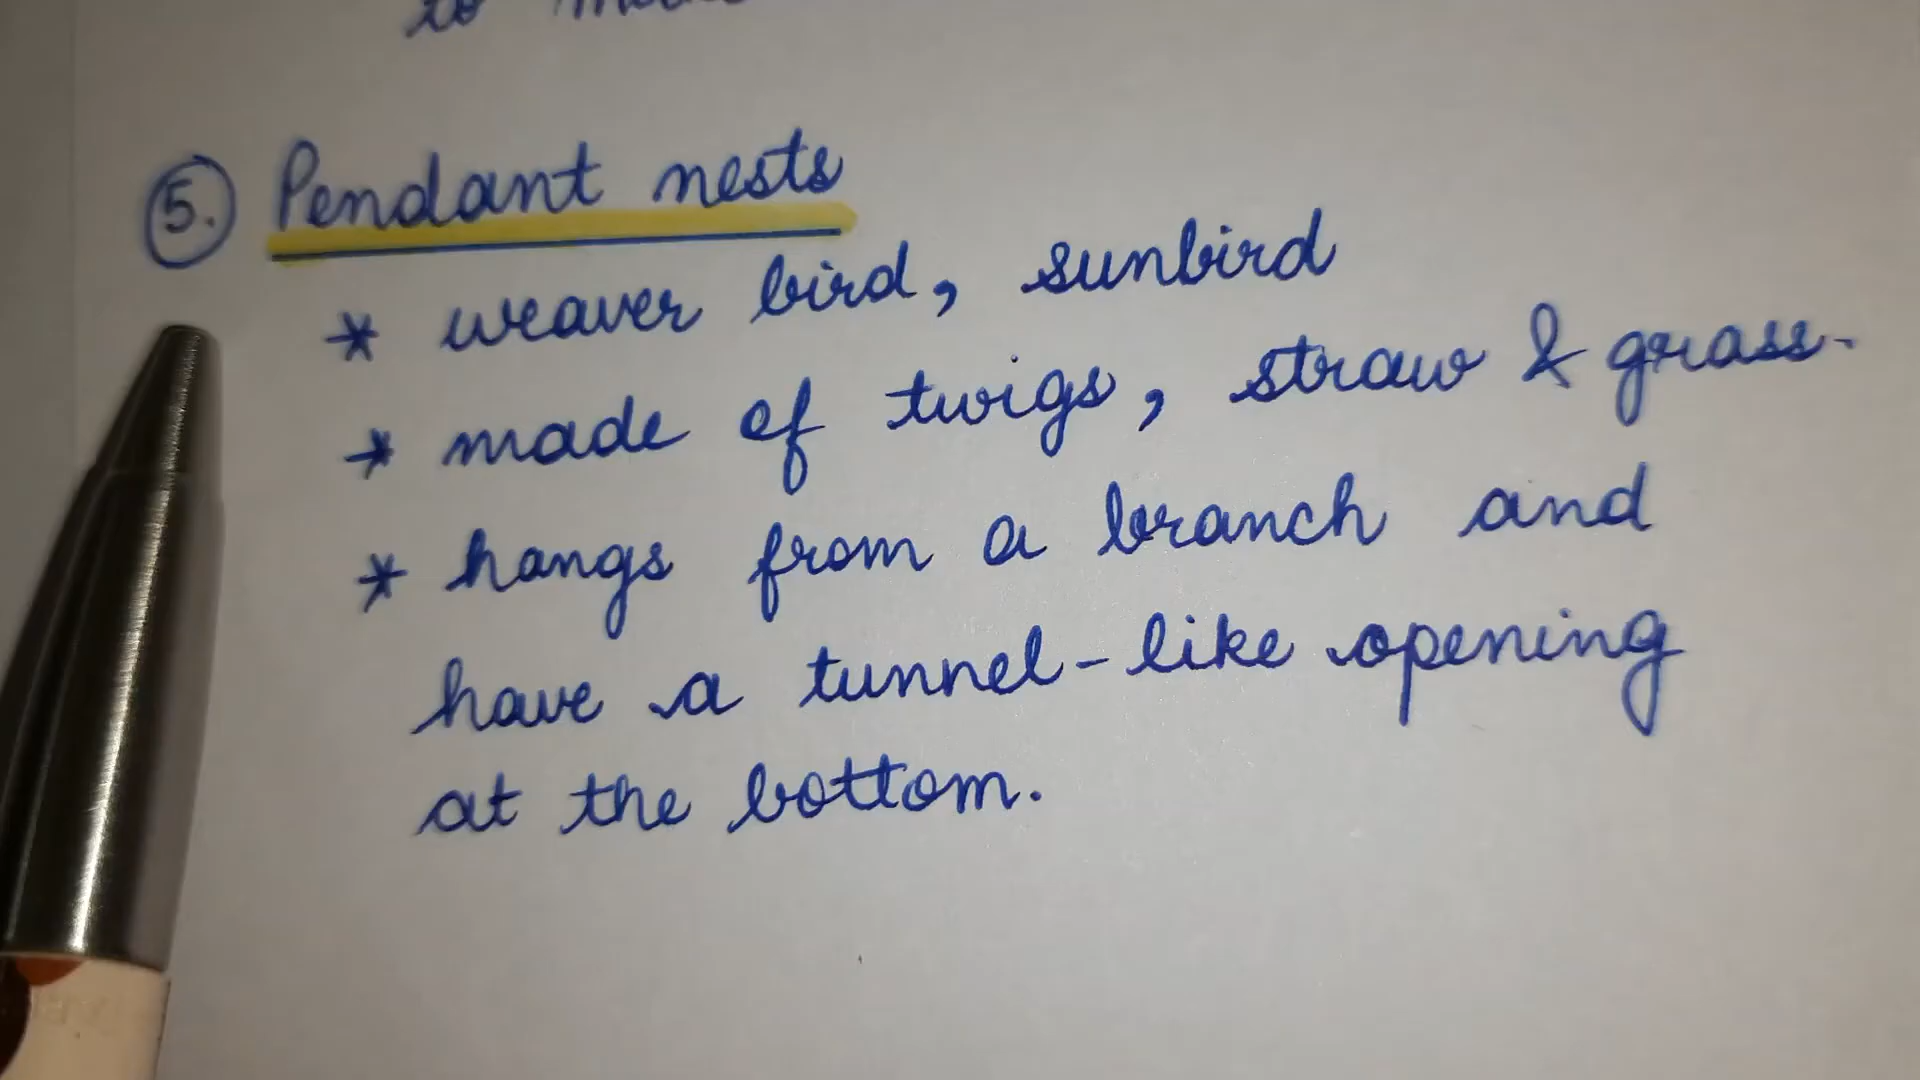 to
5. Pendant nests
* weaver bird, sunbird
* made of twigs, straw & grass.
* hangs from a branch and
have a tunnel-like opening
at the bottom.